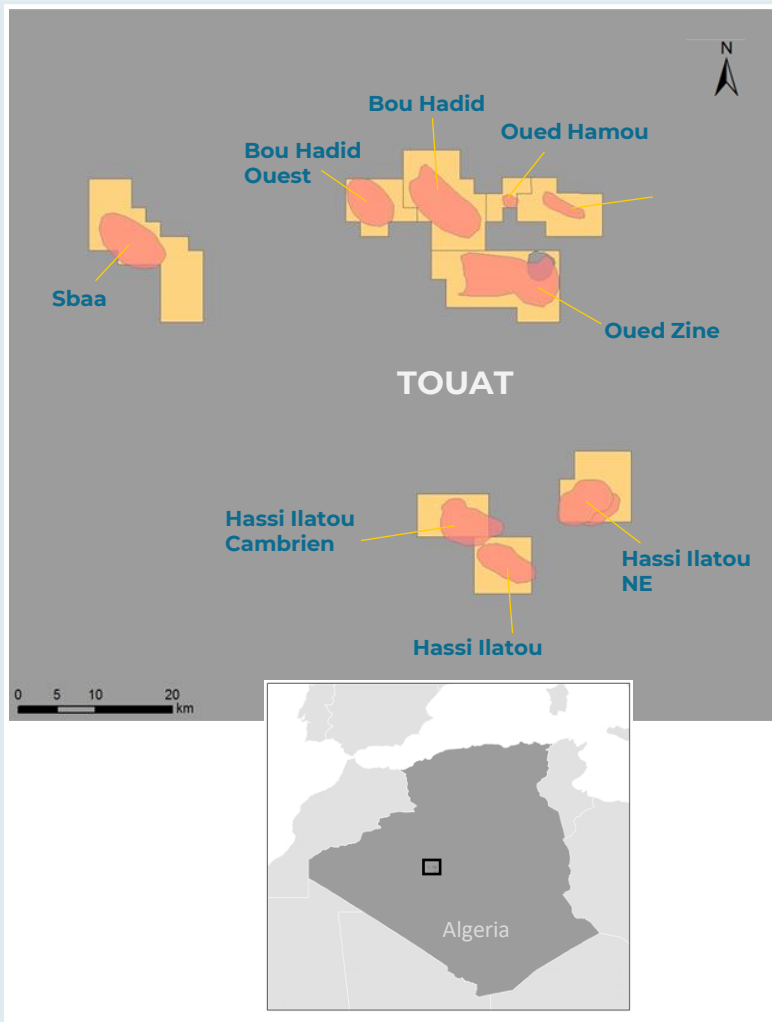 N
Bou Hadid
Oued Hamou
Bou Hadid
Ouest
Sbaa
Oued Zine
TOUAT
Hassi Ilatou
Cambrien
Hassi Ilatou
NE
Hassi Ilatou
0 5 10 20
km
Algeria